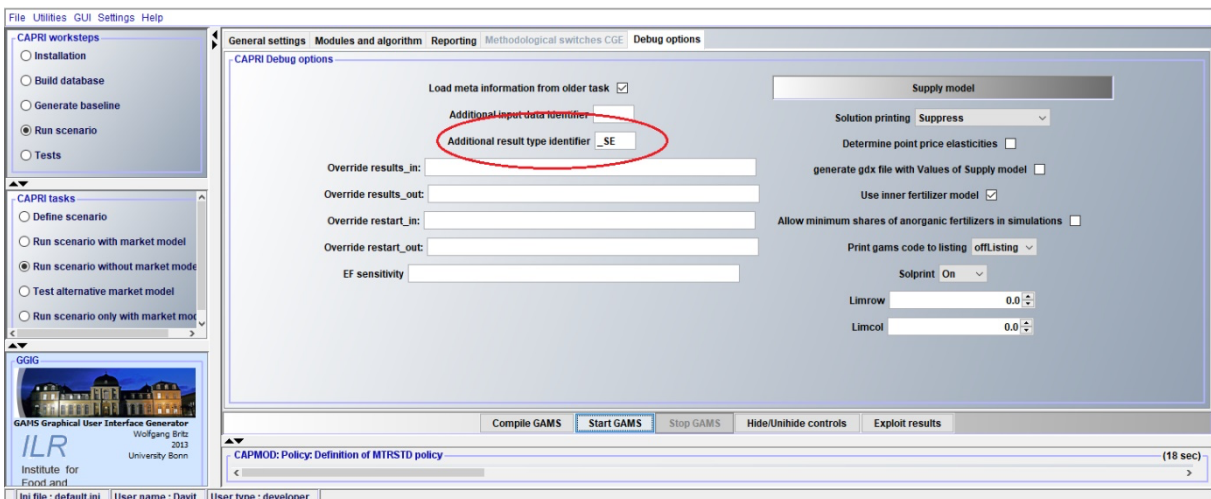 File Utilities GUI Settings Help
CAPRI worksteps
Installation
Build database
Generate baseline
Run scenario
Tests
CAPRI tasks
Define scenario
Run scenario with market model
Run scenario without market mode
Test alternative market model
Run scenario only with market moc
GGIG
GAMS Graphical User Interface Generator
Wolfgang Britz
2013
University Bonn
ILR
Institute for
Food and
General settings Modules and algorithm Reporting Methodological switches CGE Debug options
CAPRI Debug options
Load meta information from older task
Additional input data identifier
Additional result type identifier _SE
Override results_in:
Override results_out:
Override restart_in:
Override restart_out:
EF sensitivity
Supply model
Solution printing Suppress
Determine point price elasticities
generate gdx file with Values of Supply model
Use inner fertilizer model
Allow minimum shares of anorganic fertilizers in simulations
Print gams code to listing offListing
Solprint On
Limrow 0.0
Limcol 0.0
Compile GAMS Start GAMS Stop GAMS Hide/Unihide controls Exploit results
CAPMOD: Policy: Definition of MTRSTD policy (18 sec)
Ini file : default.ini User name : Davit User type : developer